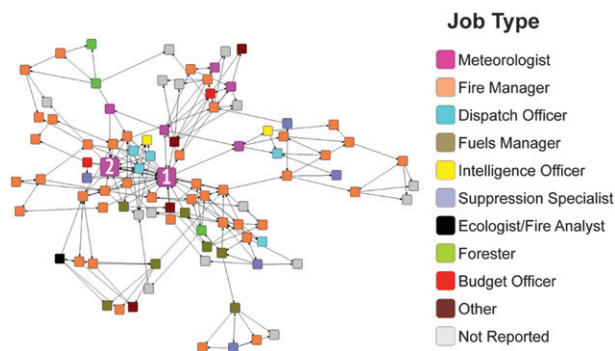 Job Type
Meteorologist
Fire Manager
Dispatch Officer
Fuels Manager
Intelligence Officer
Suppression Specialist
Ecologist/Fire Analyst
Forester
Budget Officer
Other
Not Reported
2
1